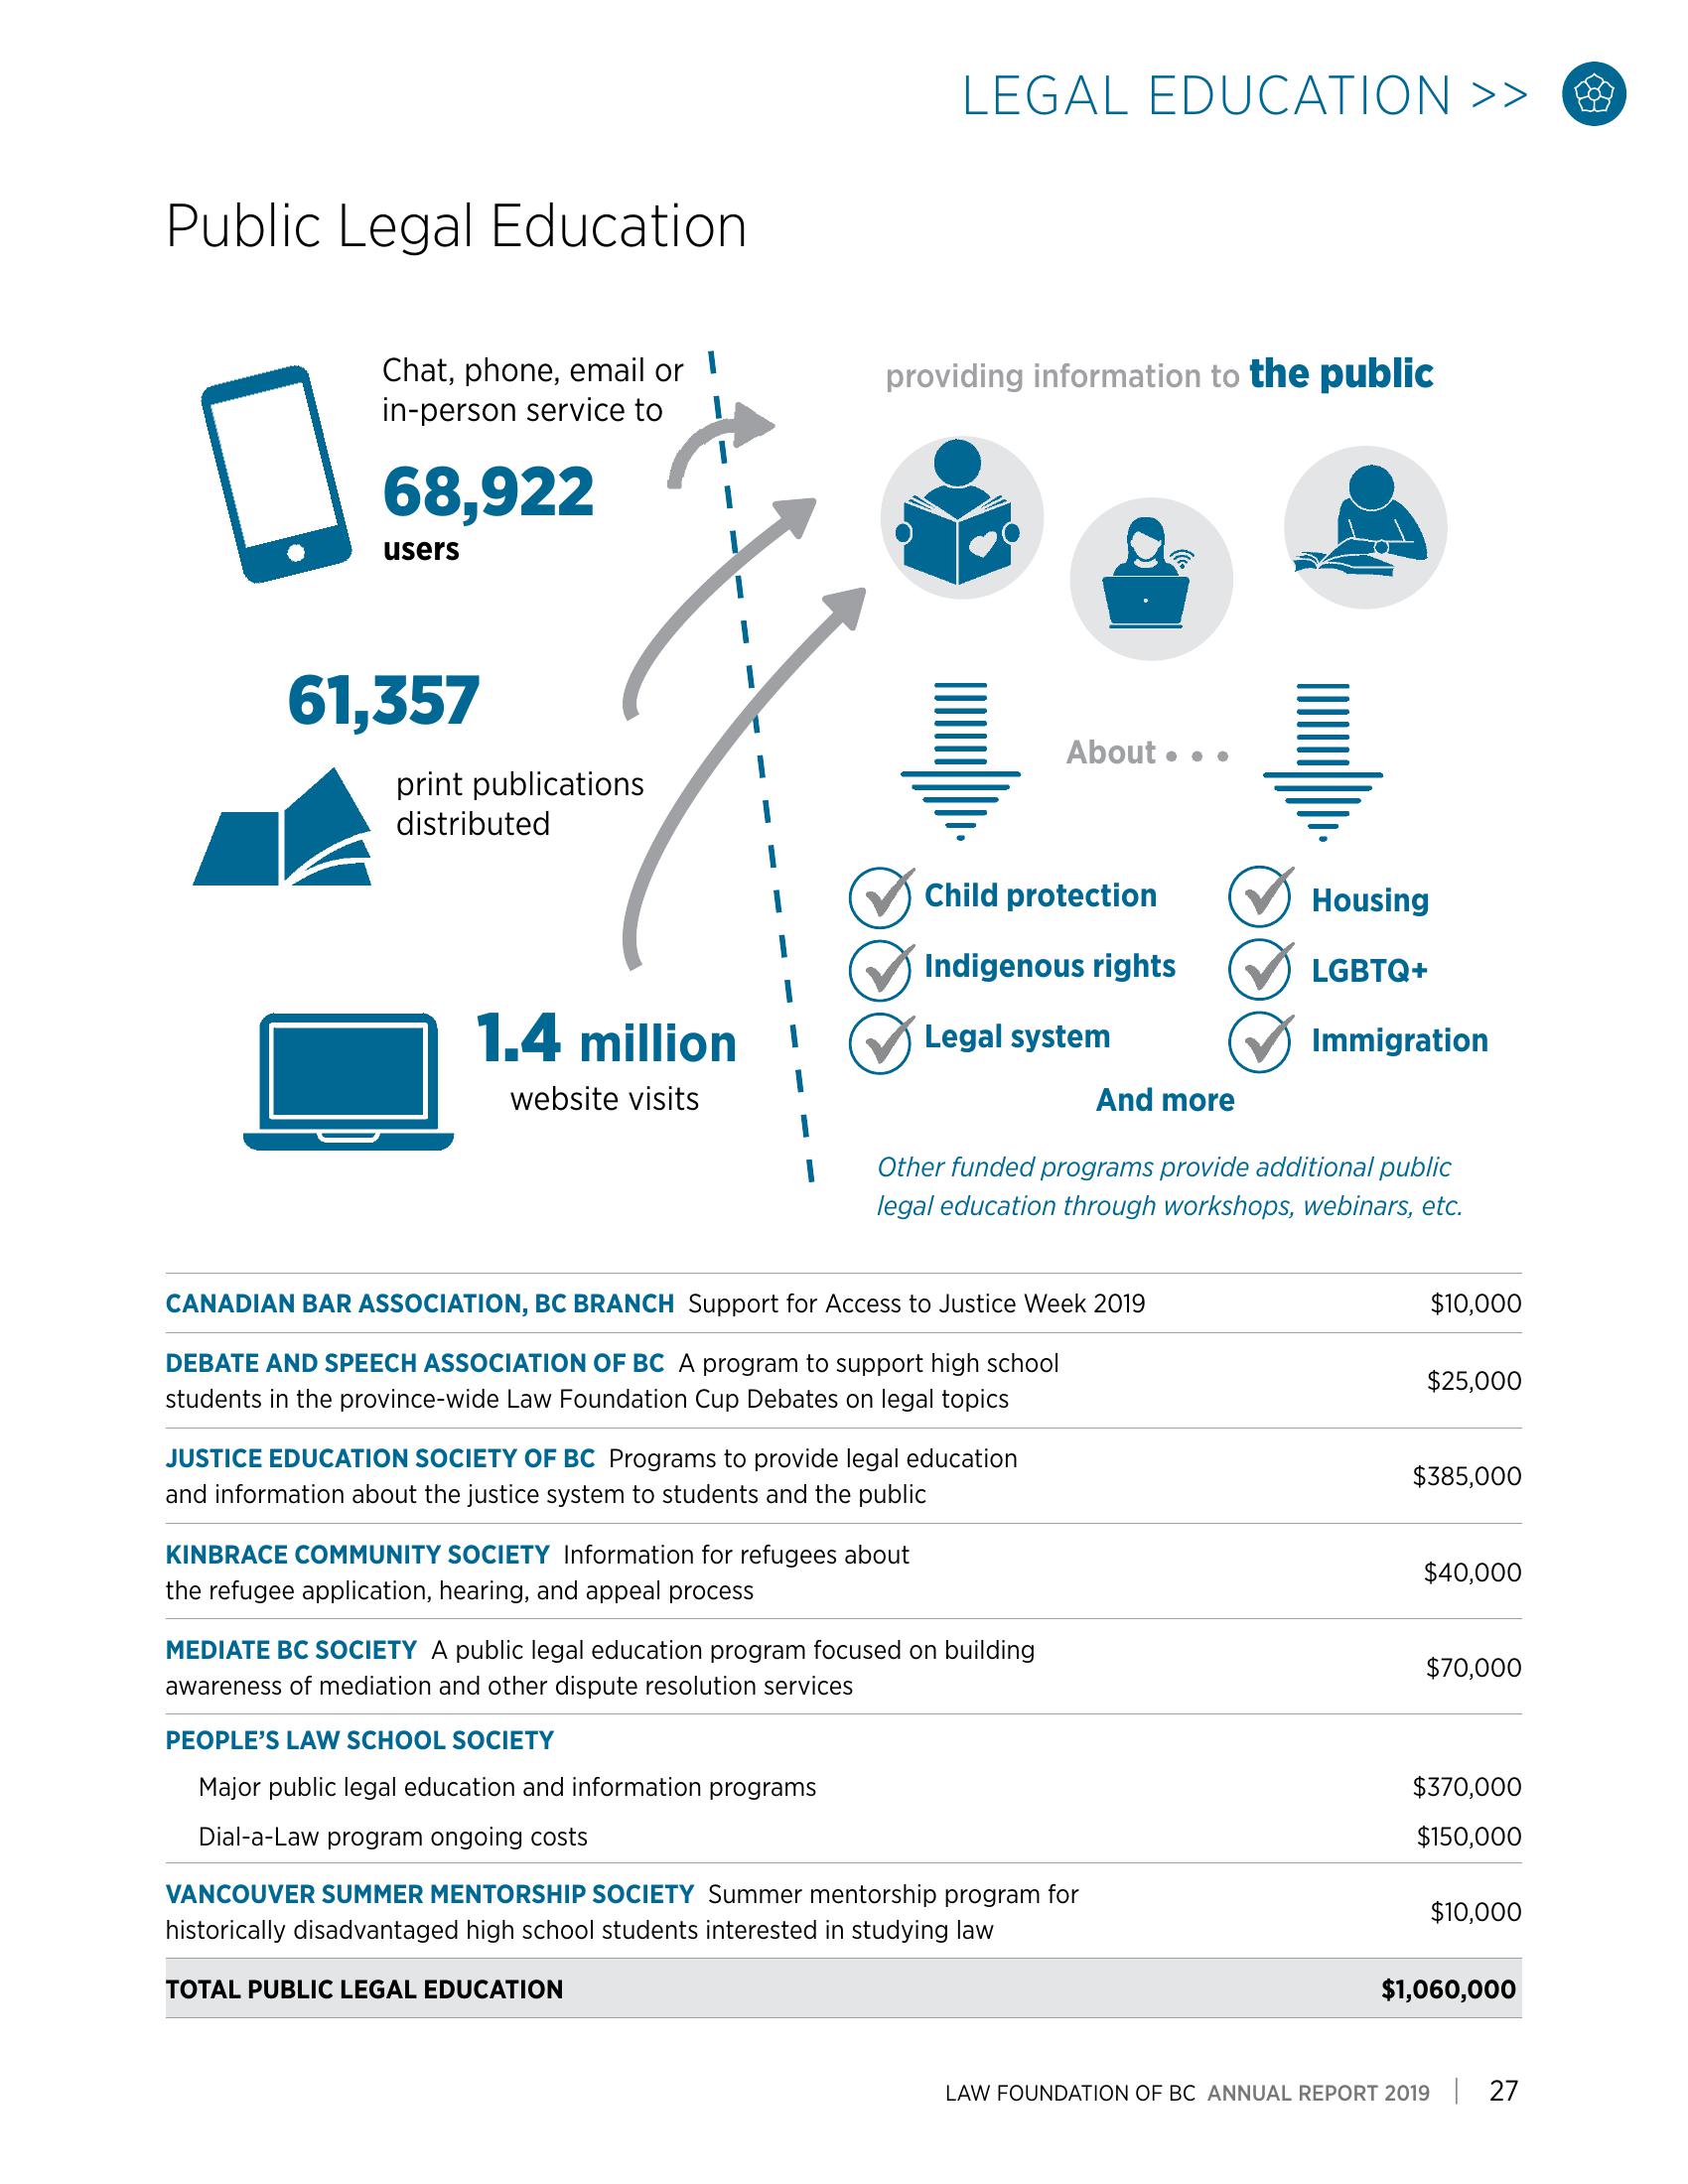 LEGAL EDUCATION >>
Public Legal Education
Chat, phone, email or
in-person service to
68,922
users
61,357
print publications
distributed
1.4 million
website visits
providing information to the public
About • • •
Child protection
Indigenous rights
Legal system
Housing
LGBTQ+
Immigration
And more
Other funded programs provide additional public
legal education through workshops, webinars, etc.
CANADIAN BAR ASSOCIATION, BC BRANCH Support for Access to Justice Week 2019 $10,000
DEBATE AND SPEECH ASSOCIATION OF BC A program to support high school
students in the province-wide Law Foundation Cup Debates on legal topics
$25,000
JUSTICE EDUCATION SOCIETY OF BC Programs to provide legal education
and information about the justice system to students and the public
$385,000
KINBRACE COMMUNITY SOCIETY Information for refugees about
the refugee application, hearing, and appeal process
$40,000
MEDIATE BC SOCIETY A public legal education program focused on building
awareness of mediation and other dispute resolution services
$70,000
PEOPLE’S LAW SCHOOL SOCIETY
Major public legal education and information programs $370,000
Dial-a-Law program ongoing costs $150,000
VANCOUVER SUMMER MENTORSHIP SOCIETY Summer mentorship program for
historically disadvantaged high school students interested in studying law
$10,000
TOTAL PUBLIC LEGAL EDUCATION $1,060,000
LAW FOUNDATION OF BC ANNUAL REPORT 2019 | 27